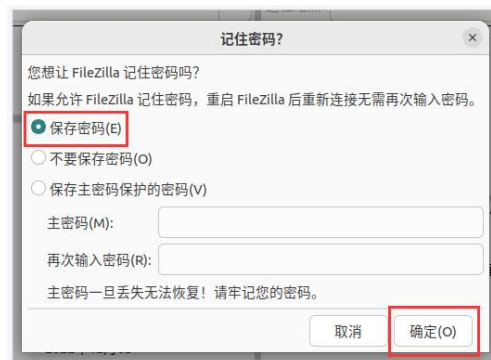 记住密码?
您想让 FileZilla 记住密码吗?
如果允许 FileZilla 记住密码，重启 FileZilla 后重新连接无需再次输入密码。
保存密码(E)
不要保存密码(O)
保存主密码保护的密码(V)
主密码(M):
再次输入密码(R):
主密码一旦丢失无法恢复！请牢记您的密码。
取消
确定(O)